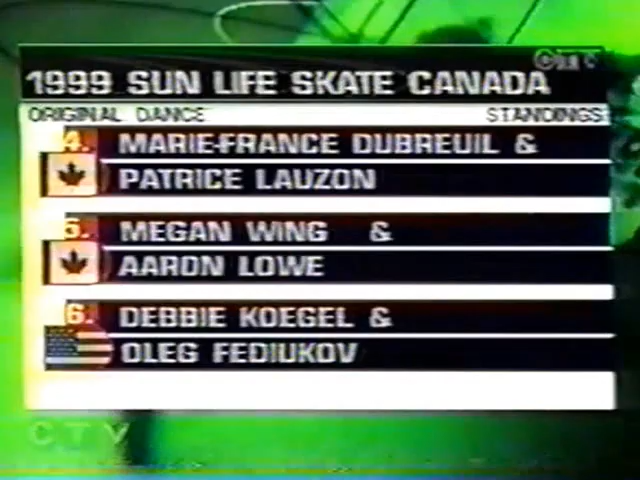 CTV
1999 SUN LIFE SKATE CANADA
ORIGINAL DANCE STANDINGS
4. MARIE-FRANCE DUBREUIL &
PATRICE LAUZON
5. MEGAN WING &
AARON LOWE
6. DEBBIE KOEGEL &
OLEG FEDIUKOV
CTV